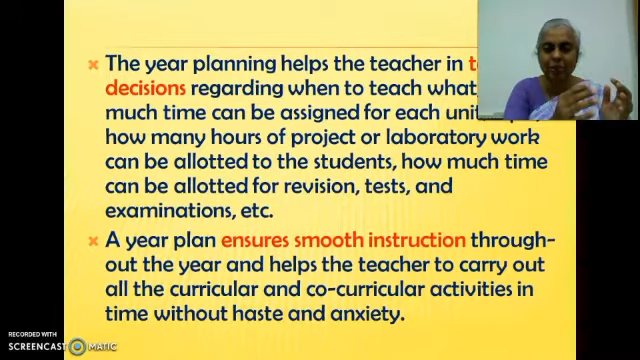 The year planning helps the teacher in
decisions regarding when to teach what
much time can be assigned for each unit
how many hours of project or laboratory work
can be allotted to the students, how much time
can be allotted for revision, tests, and
examinations, etc.
A year plan ensures smooth instruction through-
out the year and helps the teacher to carry out
all the curricular and co-curricular activities in
time without haste and anxiety.
RECORDED WITH
SCREENCAST MATIC